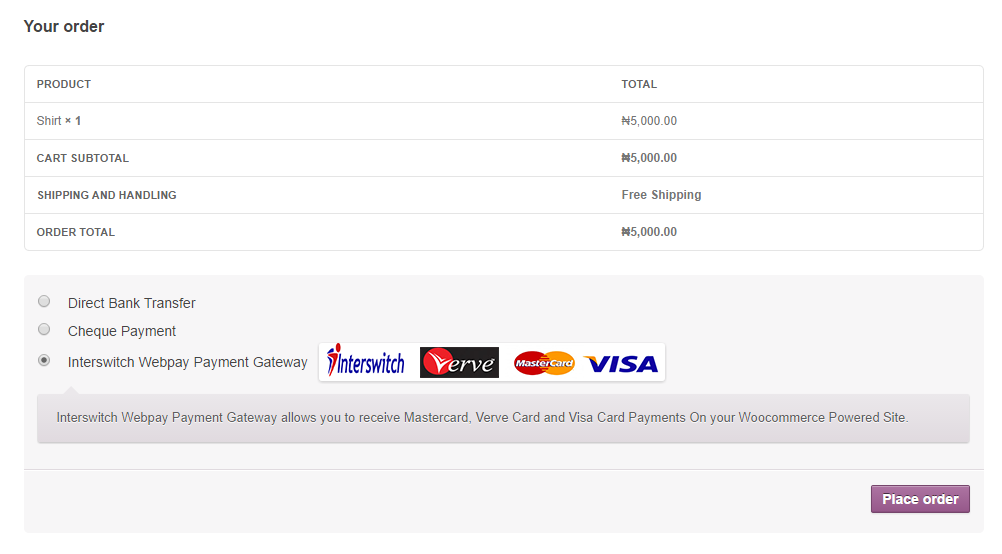 Your order
PRODUCT TOTAL
Shirt × 1 ₦5,000.00
CART SUBTOTAL ₦5,000.00
SHIPPING AND HANDLING Free Shipping
ORDER TOTAL ₦5,000.00
Direct Bank Transfer
Cheque Payment
Interswitch Webpay Payment Gateway Interswitch Verve MasterCard VISA
Interswitch Webpay Payment Gateway allows you to receive Mastercard, Verve Card and Visa Card Payments On your Woocommerce Powered Site.
Place order